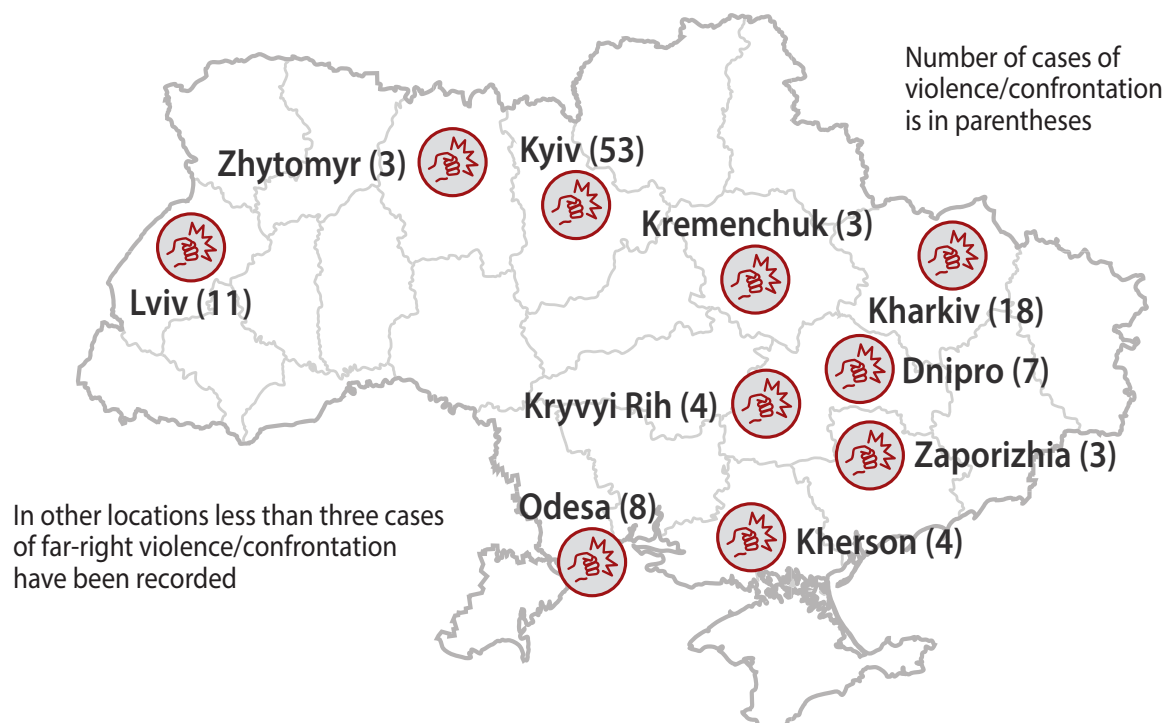 Number of cases of
violence/confrontation
is in parentheses
Zhytomyr (3)
Kyiv (53)
Kremenchuk (3)
Lviv (11)
Kharkiv (18)
Dnipro (7)
Kryvyi Rih (4)
Zaporizhia (3)
Odesa (8)
Kherson (4)
In other locations less than three cases
of far-right violence/confrontation
have been recorded